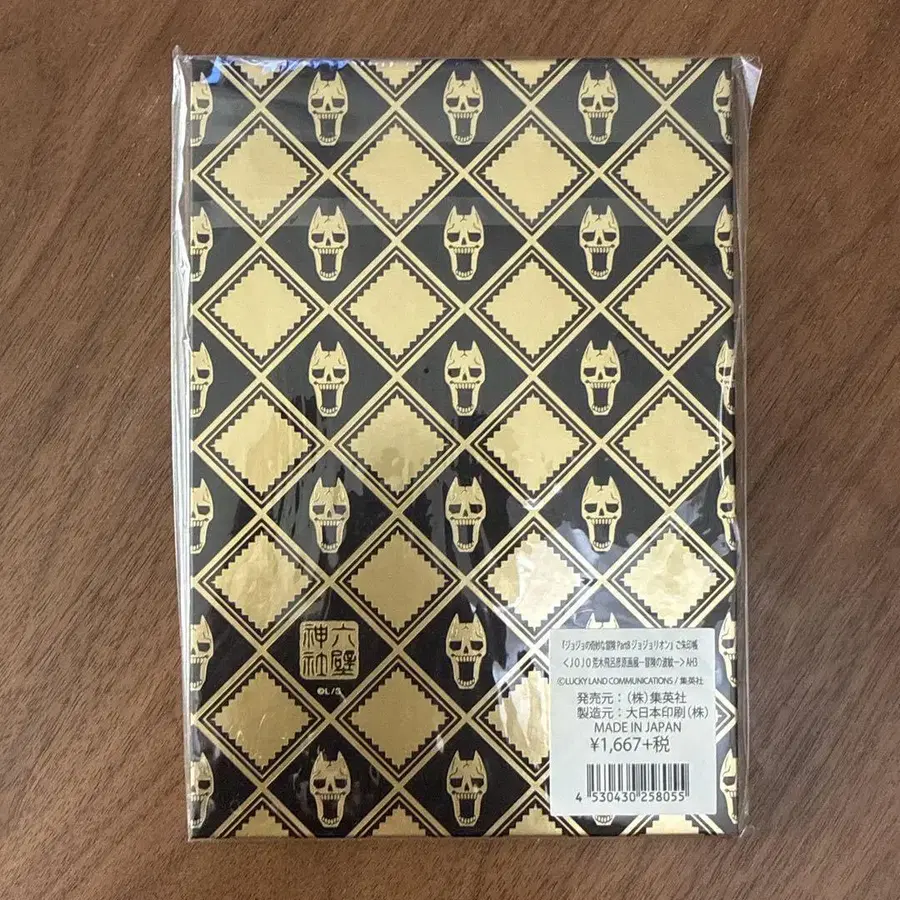 六壁
神社
©L/S
『ジョジョの奇妙な冒険 Part8 ジョジョリオン』ご朱印帳
＜JOJO 荒木飛呂彦原画展－冒険の波紋－＞ AH3
©LUCKY LAND COMMUNICATIONS / 集英社
発売元：（株）集英社
製造元：大日本印刷（株）
MADE IN JAPAN
¥1,667+税
4 530430 258055